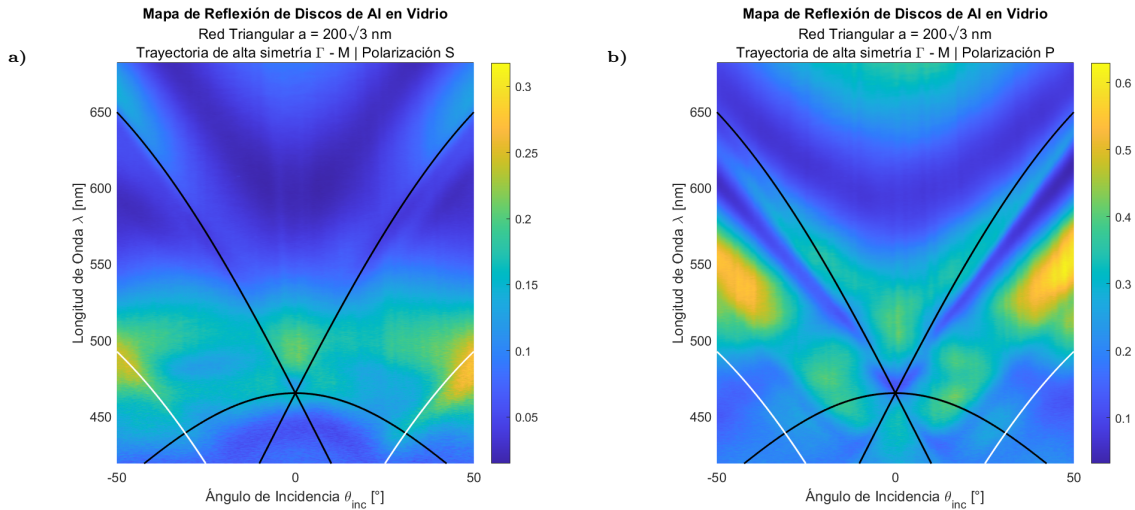 a)
Mapa de Reflexión de Discos de Al en Vidrio
Red Triangular a = 200√3 nm
Trayectoria de alta simetría Γ - M | Polarización S
Longitud de Onda λ [nm]
650
600
550
500
450
-50
0
50
Ángulo de Incidencia θ_inc [°]
0.3
0.25
0.2
0.15
0.1
0.05
b)
Mapa de Reflexión de Discos de Al en Vidrio
Red Triangular a = 200√3 nm
Trayectoria de alta simetría Γ - M | Polarización P
Longitud de Onda λ [nm]
650
600
550
500
450
-50
0
50
Ángulo de Incidencia θ_inc [°]
0.6
0.5
0.4
0.3
0.2
0.1